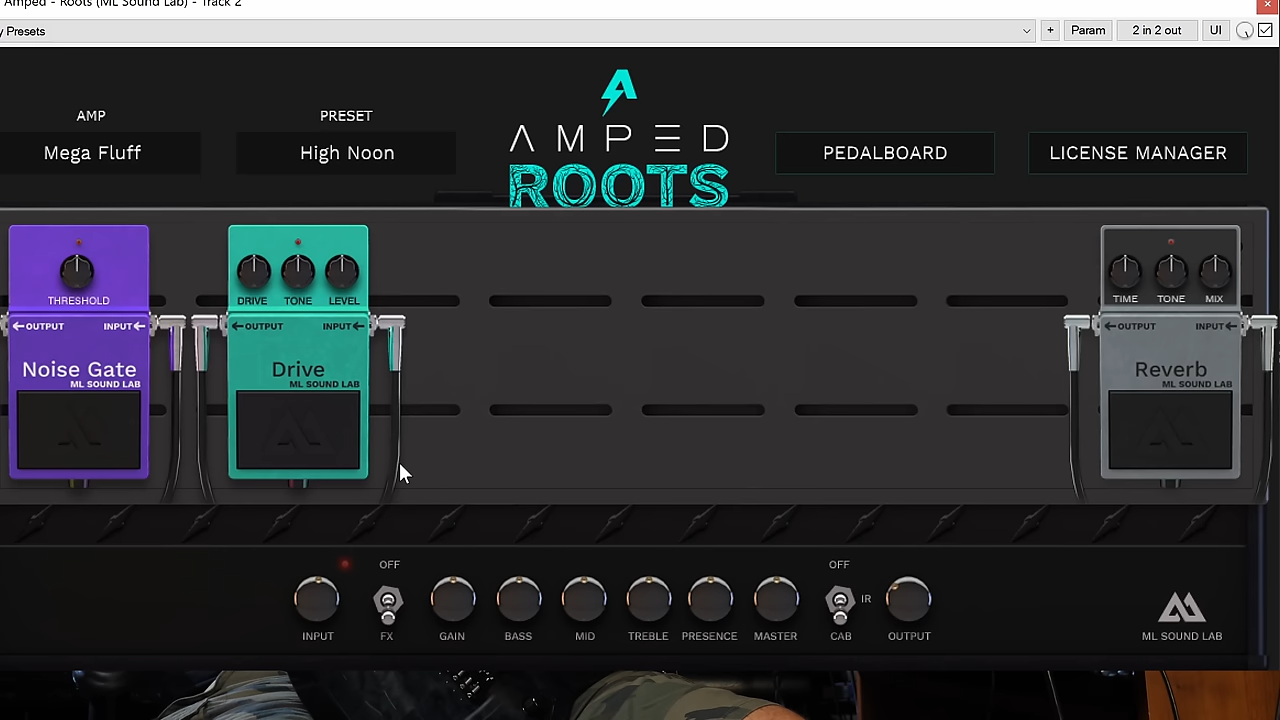 Amped - Roots (ML Sound Lab) - Track 2
y Presets
+
Param
2 in 2 out
UI
AMP
PRESET
AMPED
ROOTS
Mega Fluff
High Noon
PEDALBOARD
LICENSE MANAGER
THRESHOLD
OUTPUT
INPUT
Noise Gate
ML SOUND LAB
DRIVE
TONE
LEVEL
OUTPUT
INPUT
Drive
ML SOUND LAB
TIME
TONE
MIX
OUTPUT
INPUT
Reverb
ML SOUND LAB
OFF
OFF
IR
INPUT
FX
GAIN
BASS
MID
TREBLE
PRESENCE
MASTER
CAB
OUTPUT
ML SOUND LAB